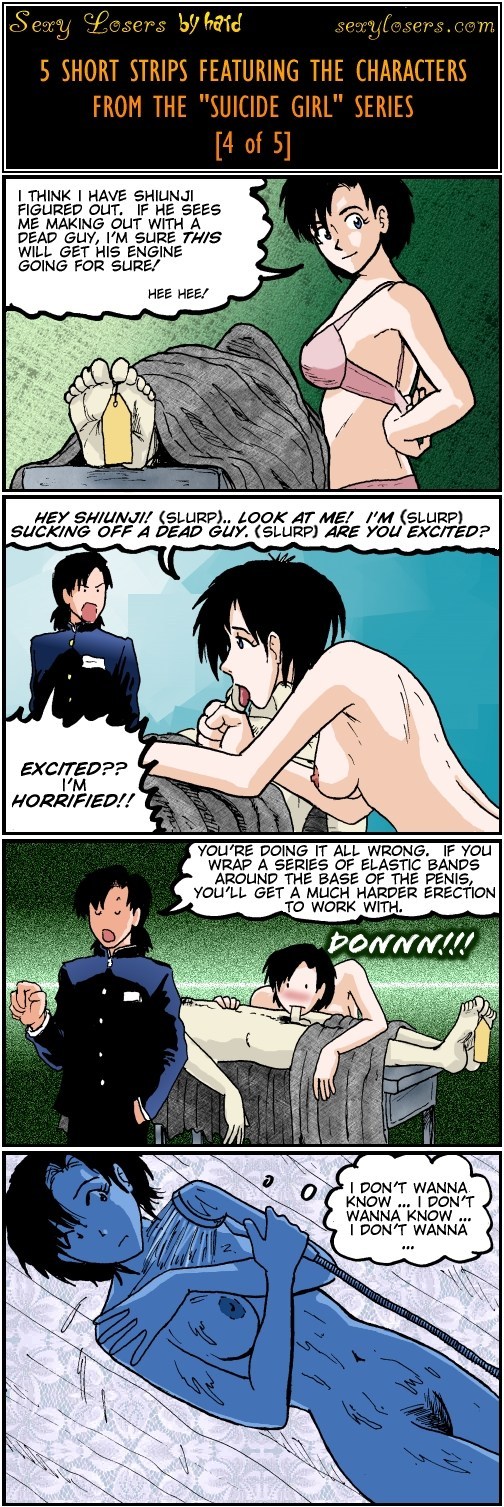 Sexy Losers by hard
sexylosers.com
5 SHORT STRIPS FEATURING THE CHARACTERS
FROM THE "SUICIDE GIRL" SERIES
[4 of 5]
I THINK I HAVE SHIUNJI
FIGURED OUT. IF HE SEES
ME MAKING OUT WITH A
DEAD GUY, I'M SURE THIS
WILL GET HIS ENGINE
GOING FOR SURE!
HEE HEE!
HEY SHIUNJI! (SLURP).. LOOK AT ME! I'M (SLURP)
SUCKING OFF A DEAD GUY. (SLURP) ARE YOU EXCITED?
EXCITED??
I'M
HORRIFIED!!
YOU'RE DOING IT ALL WRONG. IF YOU
WRAP A SERIES OF ELASTIC BANDS
AROUND THE BASE OF THE PENIS,
YOU'LL GET A MUCH HARDER ERECTION
TO WORK WITH.
DONNN!!!
I DON'T WANNA
KNOW ... I DON'T
WANNA KNOW ...
I DON'T WANNA
...